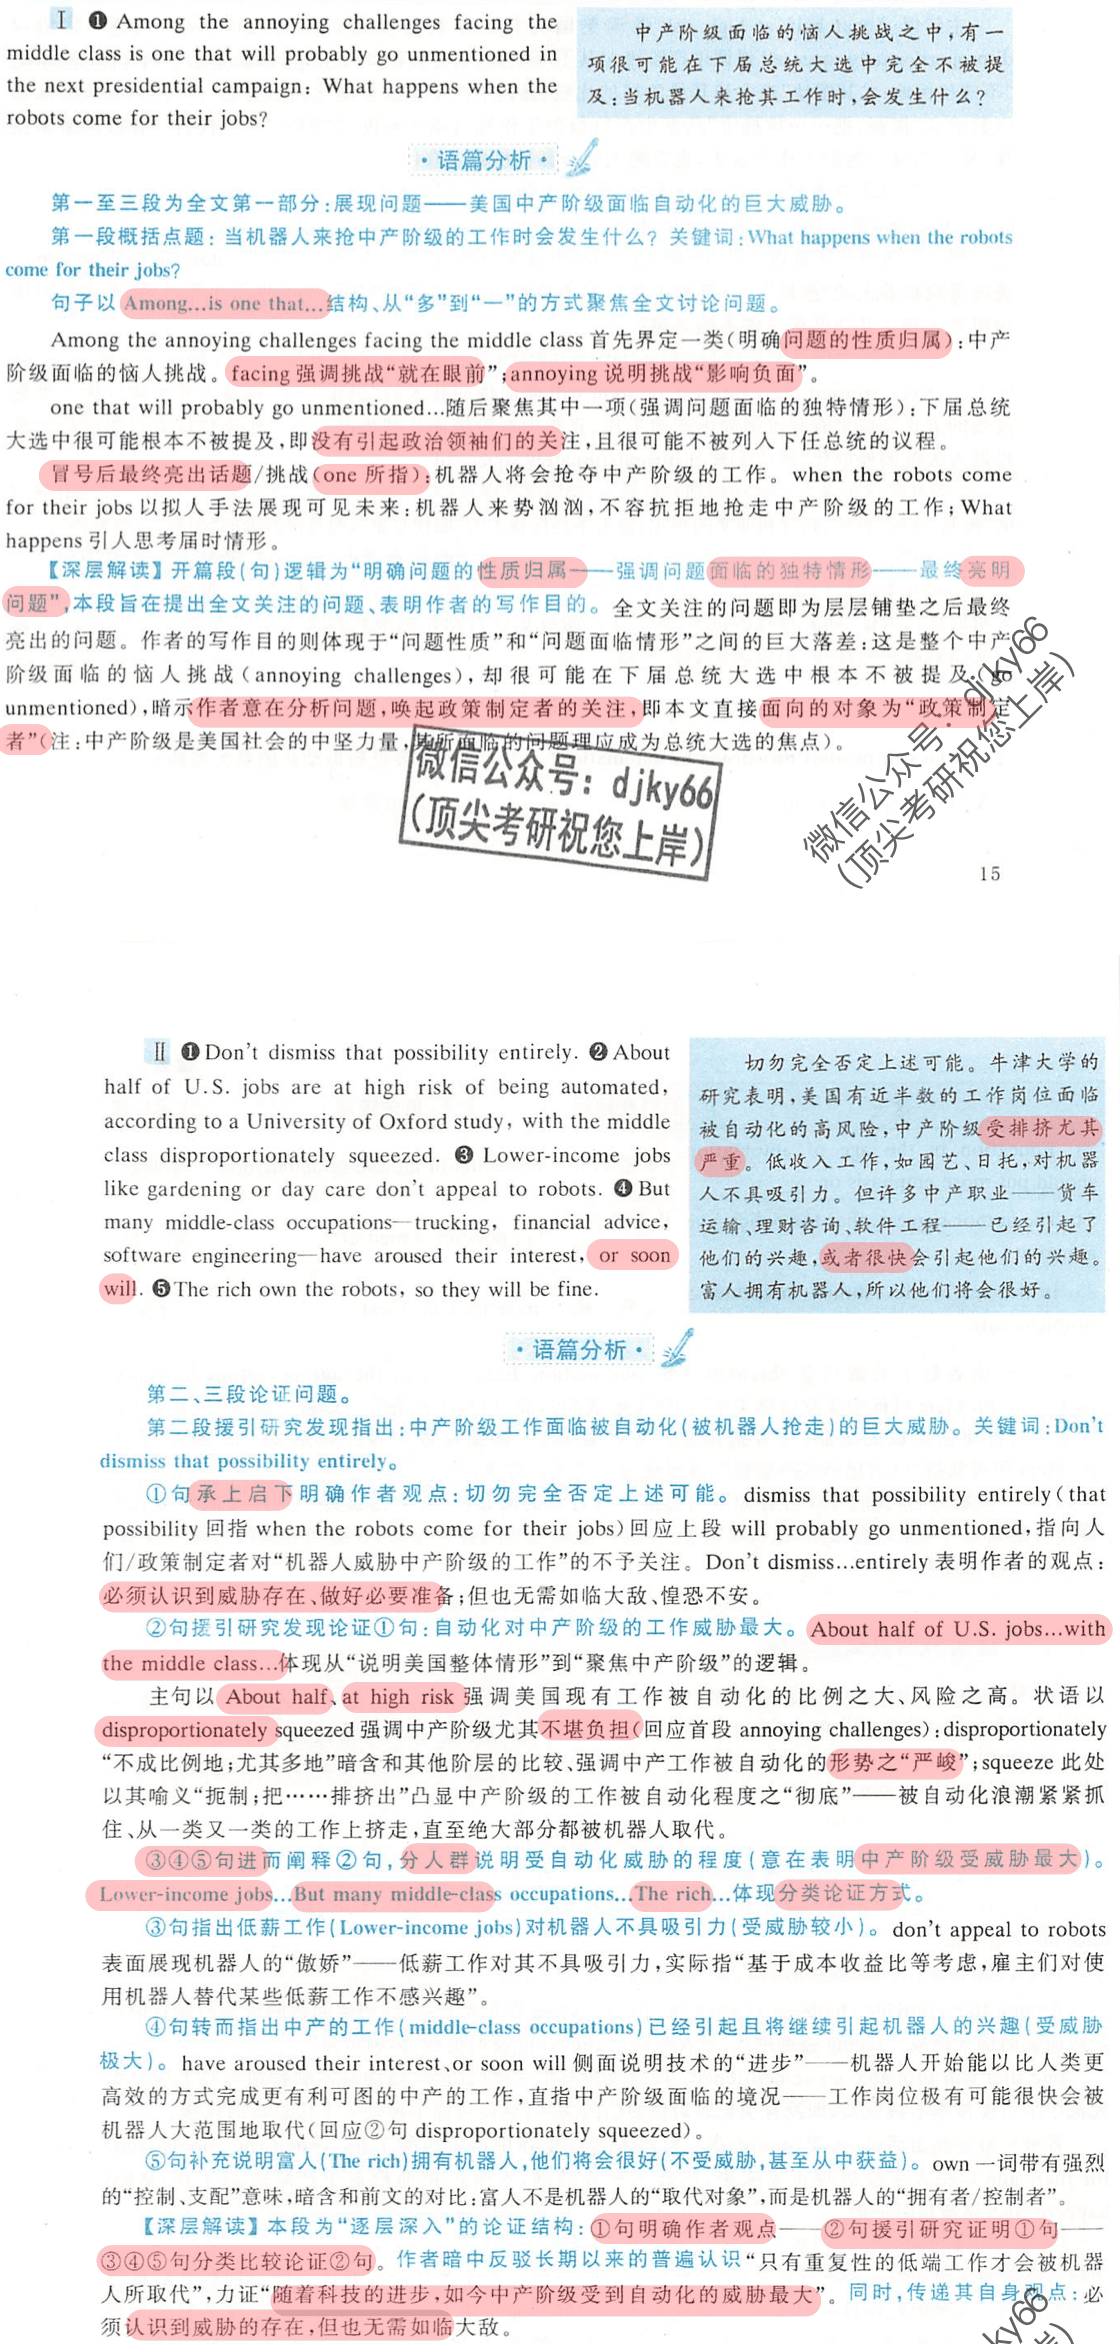 Ⅰ ❶ Among the annoying challenges facing the
middle class is one that will probably go unmentioned in
the next presidential campaign: What happens when the
robots come for their jobs?
中产阶级面临的恼人挑战之中,有一
项很可能在下届总统大选中完全不被提
及:当机器人来抢其工作时,会发生什么?
·语篇分析·
第一至三段为全文第一部分:展现问题——美国中产阶级面临自动化的巨大威胁。
第一段概括点题:当机器人来抢中产阶级的工作时会发生什么?关键词:What happens when the robots
come for their jobs?
句子以 Among...is one that...结构、从“多”到“一”的方式聚焦全文讨论问题。
Among the annoying challenges facing the middle class 首先界定一类(明确问题的性质归属):中产
阶级面临的恼人挑战。facing 强调挑战“就在眼前”;annoying 说明挑战“影响负面”。
one that will probably go unmentioned...随后聚焦其中一项(强调问题面临的独特情形):下届总统
大选中很可能根本不被提及,即没有引起政治领袖们的关注,且很可能不被列入下任总统的议程。
冒号后最终亮出话题/挑战(one 所指):机器人将会抢夺中产阶级的工作。when the robots come
for their jobs 以拟人手法展现可见未来:机器人来势汹汹,不容抗拒地抢走中产阶级的工作;What
happens 引人思考届时情形。
【深层解读】开篇段(句)逻辑为“明确问题的性质归属——强调问题面临的独特情形——最终亮明
问题”,本段旨在提出全文关注的问题、表明作者的写作目的。全文关注的问题即为层层铺垫之后最终
亮出的问题。作者的写作目的则体现于“问题性质”和“问题面临情形”之间的巨大落差:这是整个中产
阶级面临的恼人挑战(annoying challenges),却很可能在下届总统大选中根本不被提及(go
unmentioned),暗示作者意在分析问题,唤起政策制定者的关注,即本文直接面向的对象为“政策制定
者”(注:中产阶级是美国社会的中坚力量,其所面临的问题理应成为总统大选的焦点)。
微信公众号: djky66
(顶尖考研祝您上岸)
微信公众号: djky66
(顶尖考研祝您上岸)
15
Ⅱ ❶ Don't dismiss that possibility entirely. ❷ About
half of U.S. jobs are at high risk of being automated,
according to a University of Oxford study, with the middle
class disproportionately squeezed. ❸ Lower-income jobs
like gardening or day care don't appeal to robots. ❹ But
many middle-class occupations—trucking, financial advice,
software engineering—have aroused their interest, or soon
will. ❺ The rich own the robots, so they will be fine.
切勿完全否定上述可能。牛津大学的
研究表明,美国有近半数的工作岗位面临
被自动化的高风险,中产阶级受排挤尤其
严重。低收入工作,如园艺、日托,对机器
人不具吸引力。但许多中产职业——货车
运输、理财咨询、软件工程——已经引起了
他们的兴趣,或者很快会引起他们的兴趣。
富人拥有机器人,所以他们将会很好。
·语篇分析·
第二、三段论证问题。
第二段援引研究发现指出:中产阶级工作面临被自动化(被机器人抢走)的巨大威胁。关键词:Don't
dismiss that possibility entirely。
①句承上启下明确作者观点:切勿完全否定上述可能。dismiss that possibility entirely(that
possibility 回指 when the robots come for their jobs)回应上段 will probably go unmentioned,指向人
们/政策制定者对“机器人威胁中产阶级的工作”的不予关注。Don't dismiss...entirely 表明作者的观点:
必须认识到威胁存在、做好必要准备;但也无需如临大敌、惶恐不安。
②句援引研究发现论证①句:自动化对中产阶级的工作威胁最大。About half of U.S. jobs...with
the middle class...体现从“说明美国整体情形”到“聚焦中产阶级”的逻辑。
主句以 About half、at high risk 强调美国现有工作被自动化的比例之大、风险之高。状语以
disproportionately squeezed 强调中产阶级尤其不堪负担(回应首段 annoying challenges):disproportionately
“不成比例地;尤其多地”暗含和其他阶层的比较、强调中产工作被自动化的形势之“严峻”;squeeze 此处
以其喻义“扼制;把……排挤出”凸显中产阶级的工作被自动化程度之“彻底”——被自动化浪潮紧紧抓
住、从一类又一类的工作上挤走,直至绝大部分都被机器人取代。
③④⑤句进而阐释②句,分人群说明受自动化威胁的程度(意在表明中产阶级受威胁最大)。
Lower-income jobs...But many middle-class occupations...The rich...体现分类论证方式。
③句指出低薪工作(Lower-income jobs)对机器人不具吸引力(受威胁较小)。don't appeal to robots
表面展现机器人的“傲娇”——低薪工作对其不具吸引力,实际指“基于成本收益比等考虑,雇主们对使
用机器人替代某些低薪工作不感兴趣”。
④句转而指出中产的工作(middle-class occupations)已经引起且将继续引起机器人的兴趣(受威胁
极大)。have aroused their interest、or soon will 侧面说明技术的“进步”——机器人开始能以比人类更
高效的方式完成更有利可图的中产的工作,直指中产阶级面临的境况——工作岗位极有可能很快会被
机器人大范围地取代(回应②句 disproportionately squeezed)。
⑤句补充说明富人(The rich)拥有机器人,他们将会很好(不受威胁,甚至从中获益)。own 一词带有强烈
的“控制、支配”意味,暗含和前文的对比:富人不是机器人的“取代对象”,而是机器人的“拥有者/控制者”。
【深层解读】本段为“逐层深入”的论证结构:①句明确作者观点——②句援引研究证明①句——
③④⑤句分类比较论证②句。作者暗中反驳长期以来的普遍认识“只有重复性的低端工作才会被机器
人所取代”,力证“随着科技的进步,如今中产阶级受到自动化的威胁最大”。同时,传递其自身观点:必
须认识到威胁的存在,但也无需如临大敌。